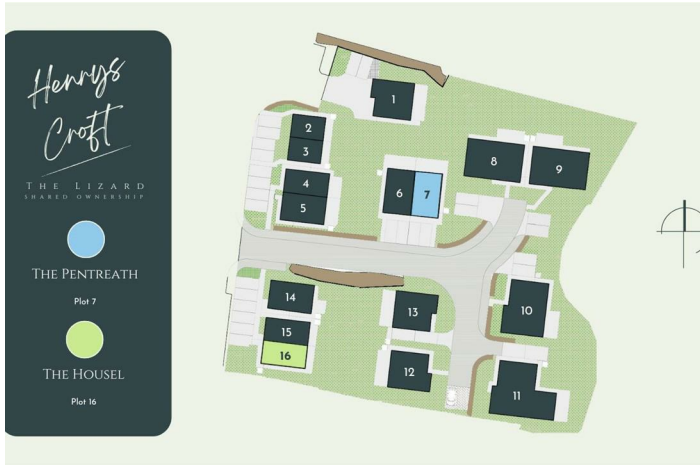 Henrys
Croft
THE LIZARD
SHARED OWNERSHIP
THE PENTREATH
Plot 7
THE HOUSEL
Plot 16
1
2
3
4
5
6
7
8
9
10
11
12
13
14
15
16